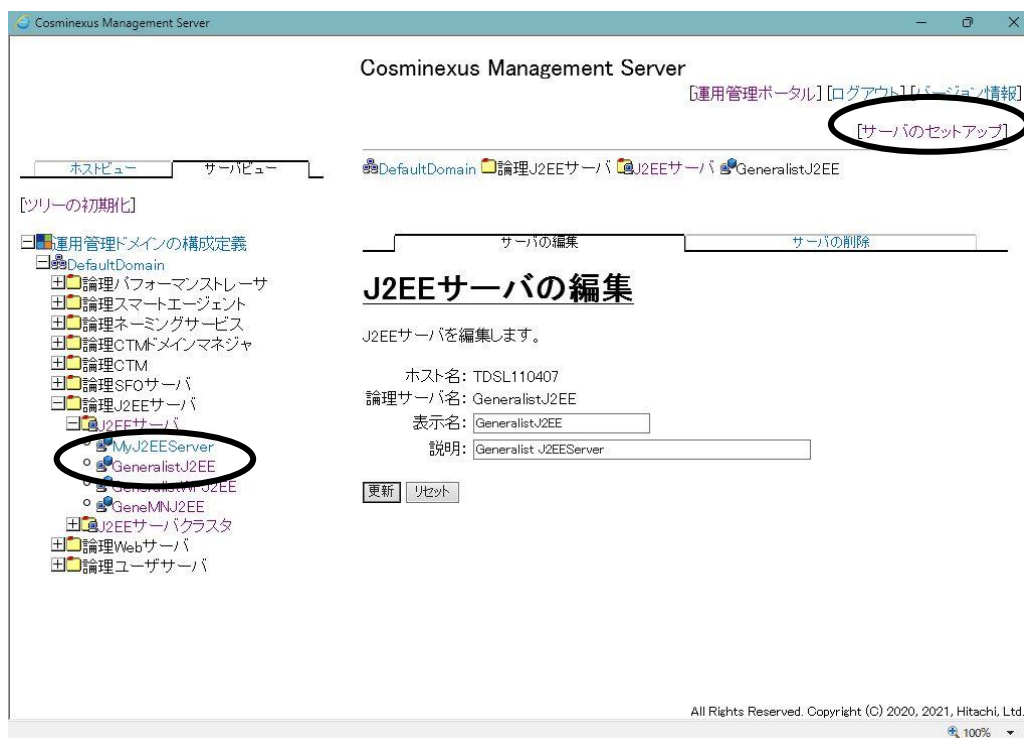 Cosminexus Management Server
Cosminexus Management Server
[運用管理ポータル] [ログアウト] [バージョン情報]
[サーバのセットアップ]
ホストビュー サーバビュー
DefaultDomain 論理J2EEサーバ J2EEサーバ GeneralistJ2EE
[ツリーの初期化]
運用管理ドメインの構成定義
DefaultDomain
論理パフォーマンストレーサ
論理スマートエージェント
論理ネーミングサービス
論理CTMドメインマネジャ
論理CTM
論理SFOサーバ
論理J2EEサーバ
J2EEサーバ
MyJ2EEServer
GeneralistJ2EE
GeneralistWFJ2EE
GeneMNJ2EE
J2EEサーバクラスタ
論理Webサーバ
論理ユーザサーバ
サーバの編集 サーバの削除
J2EEサーバの編集
J2EEサーバを編集します。
ホスト名: TDSL110407
論理サーバ名: GeneralistJ2EE
表示名: GeneralistJ2EE
説明: Generalist J2EEServer
更新 リセット
All Rights Reserved. Copyright (C) 2020, 2021, Hitachi, Ltd.
100%